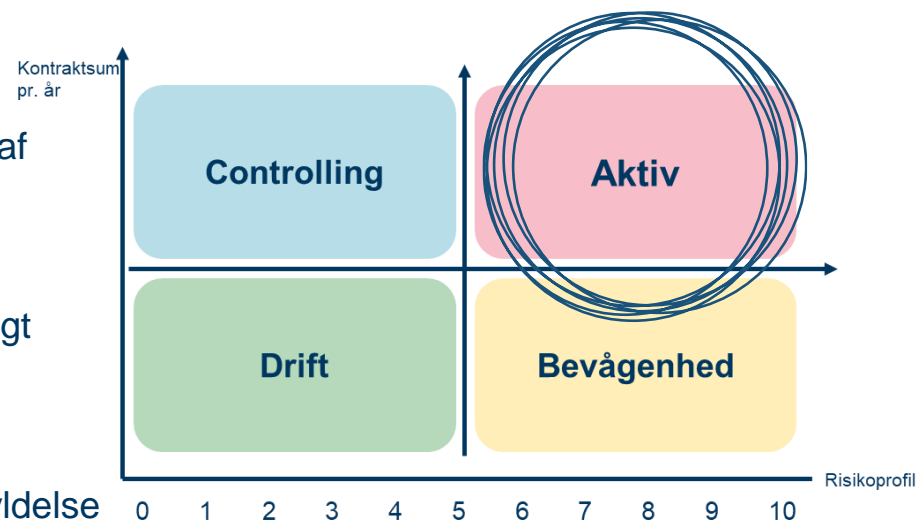 Kontraktsum
pr. år
af
Controlling
Aktiv
gt
Drift
Bevågenhed
Risikoprofil
ldelse
0 1 2 3 4 5 6 7 8 9 10